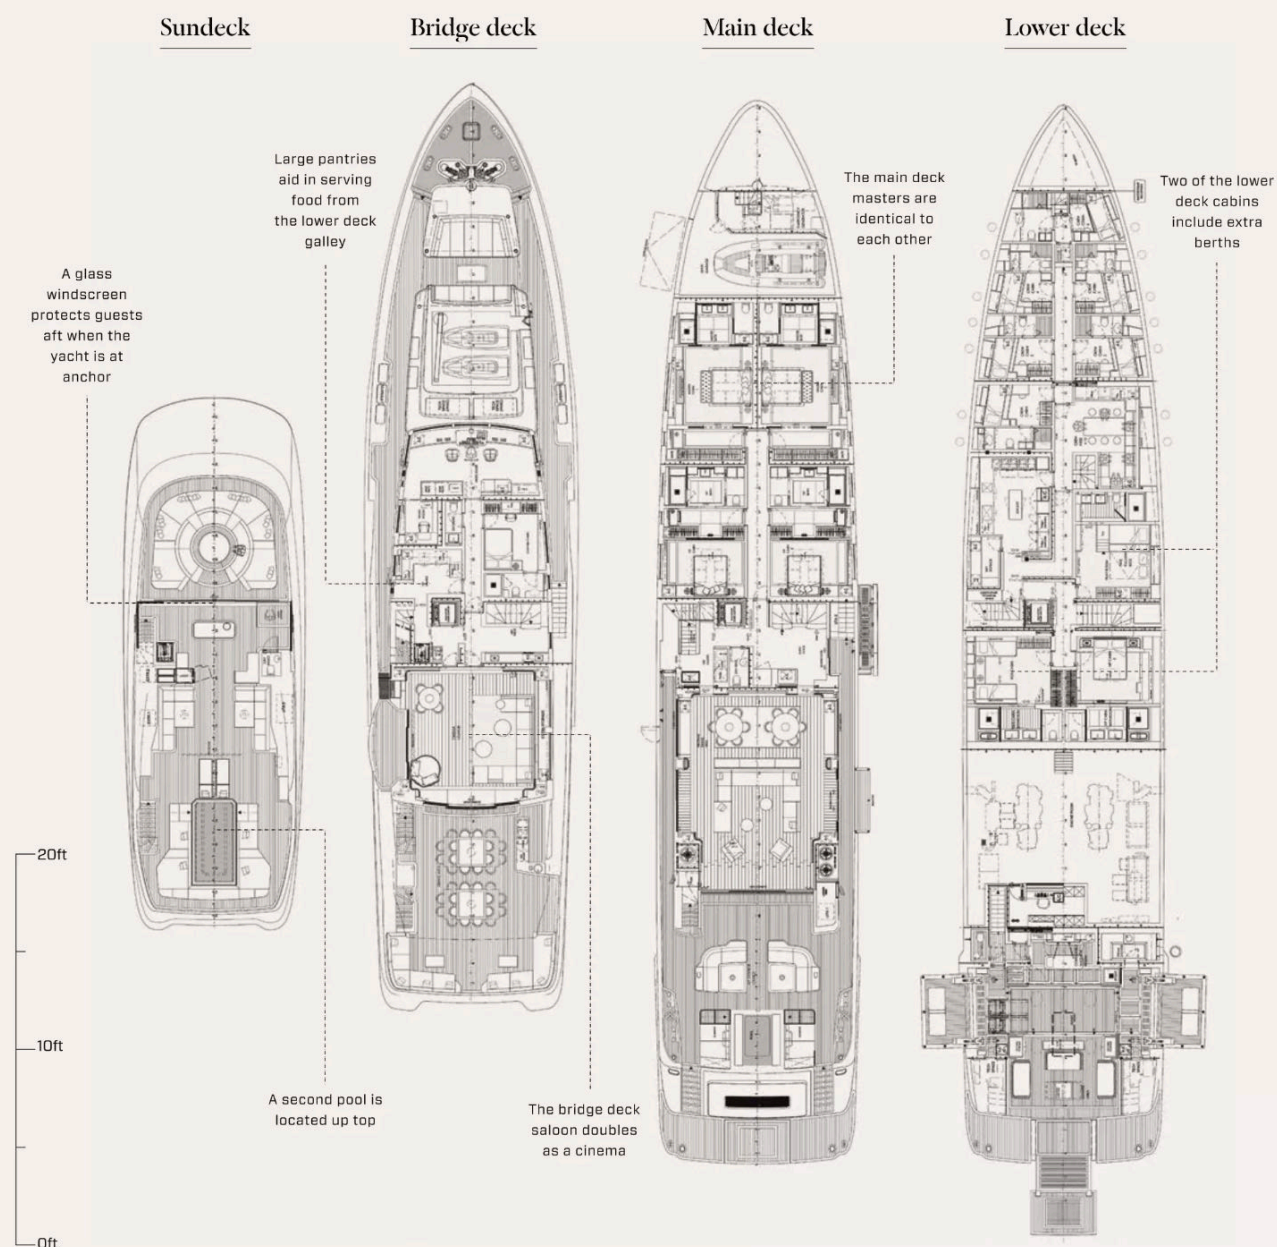 Sundeck
Bridge deck
Main deck
Lower deck
Large pantries
aid in serving
food from
the lower deck
galley
The main deck
masters are
identical to
each other
Two of the lower
deck cabins
include extra
berths
A glass
windscreen
protects guests
aft when the
yacht is at
anchor
20ft
10ft
0ft
A second pool is
located up top
The bridge deck
saloon doubles
as a cinema